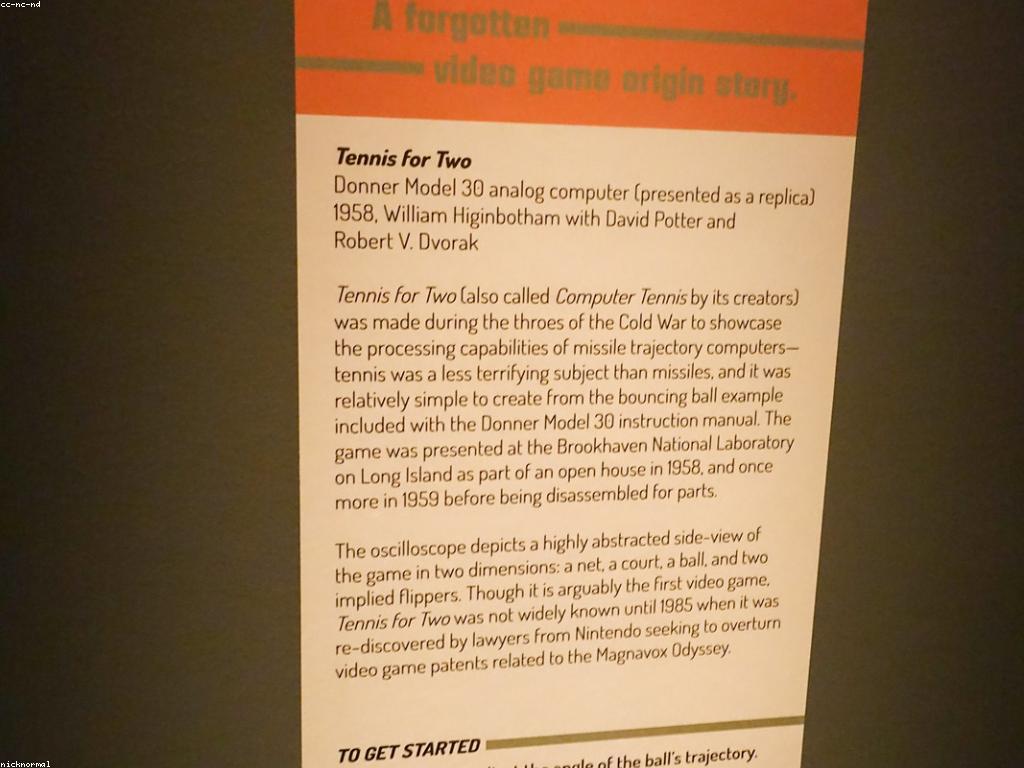 cc-nc-nd
A forgotten
video game origin story.
Tennis for Two
Donner Model 30 analog computer (presented as a replica)
1958, William Higinbotham with David Potter and
Robert V. Dvorak
Tennis for Two (also called Computer Tennis by its creators)
was made during the throes of the Cold War to showcase
the processing capabilities of missile trajectory computers—
tennis was a less terrifying subject than missiles, and it was
relatively simple to create from the bouncing ball example
included with the Donner Model 30 instruction manual. The
game was presented at the Brookhaven National Laboratory
on Long Island as part of an open house in 1958, and once
more in 1959 before being disassembled for parts.
The oscilloscope depicts a highly abstracted side-view of
the game in two dimensions: a net, a court, a ball, and two
implied flippers. Though it is arguably the first video game,
Tennis for Two was not widely known until 1985 when it was
re-discovered by lawyers from Nintendo seeking to overturn
video game patents related to the Magnavox Odyssey.
TO GET STARTED
angle of the ball's trajectory.
nicknormal